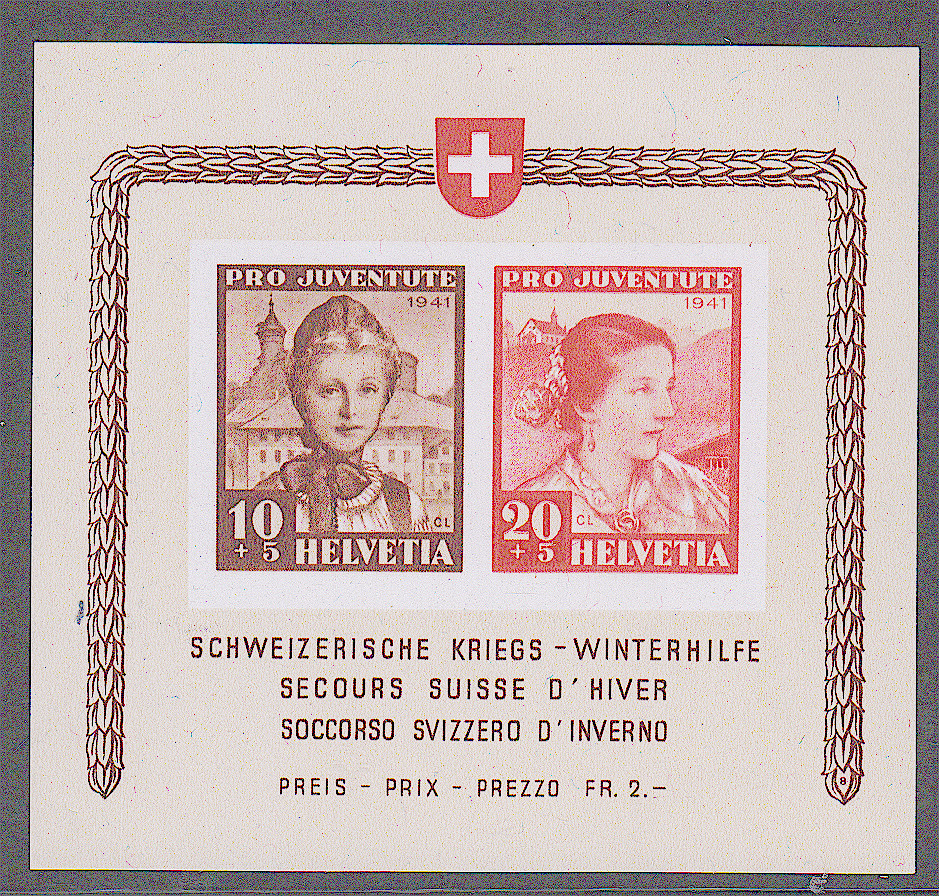 PRO JUVENTUTE
1941
CL
10
+ 5
HELVETIA
PRO JUVENTUTE
1941
CL
20
+ 5
HELVETIA
SCHWEIZERISCHE KRIEGS - WINTERHILFE
SECOURS SUISSE D'HIVER
SOCCORSO SVIZZERO D'INVERNO
PREIS - PRIX - PREZZO FR. 2.-
8